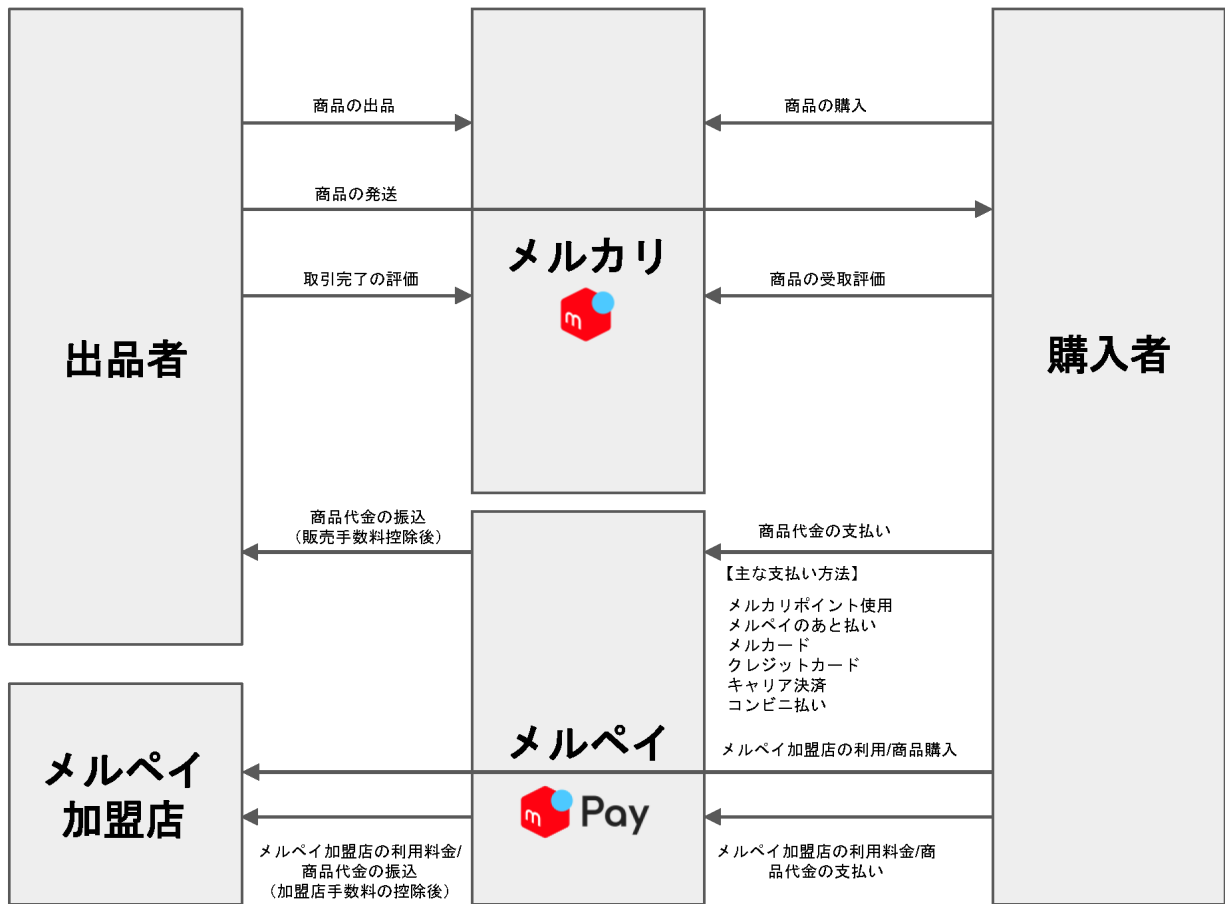 商品の出品
商品の購入
商品の発送
メルカリ
取引完了の評価
商品の受取評価
m
出品者
購入者
商品代金の振込
（販売手数料控除後）
商品代金の支払い
【主な支払い方法】
メルカリポイント使用
メルペイのあと払い
メルカード
クレジットカード
キャリア決済
コンビニ払い
メルペイ
メルペイ加盟店の利用/商品購入
メルペイ
加盟店
m Pay
メルペイ加盟店の利用料金/
商品代金の振込
（加盟店手数料の控除後）
メルペイ加盟店の利用料金/商
品代金の支払い